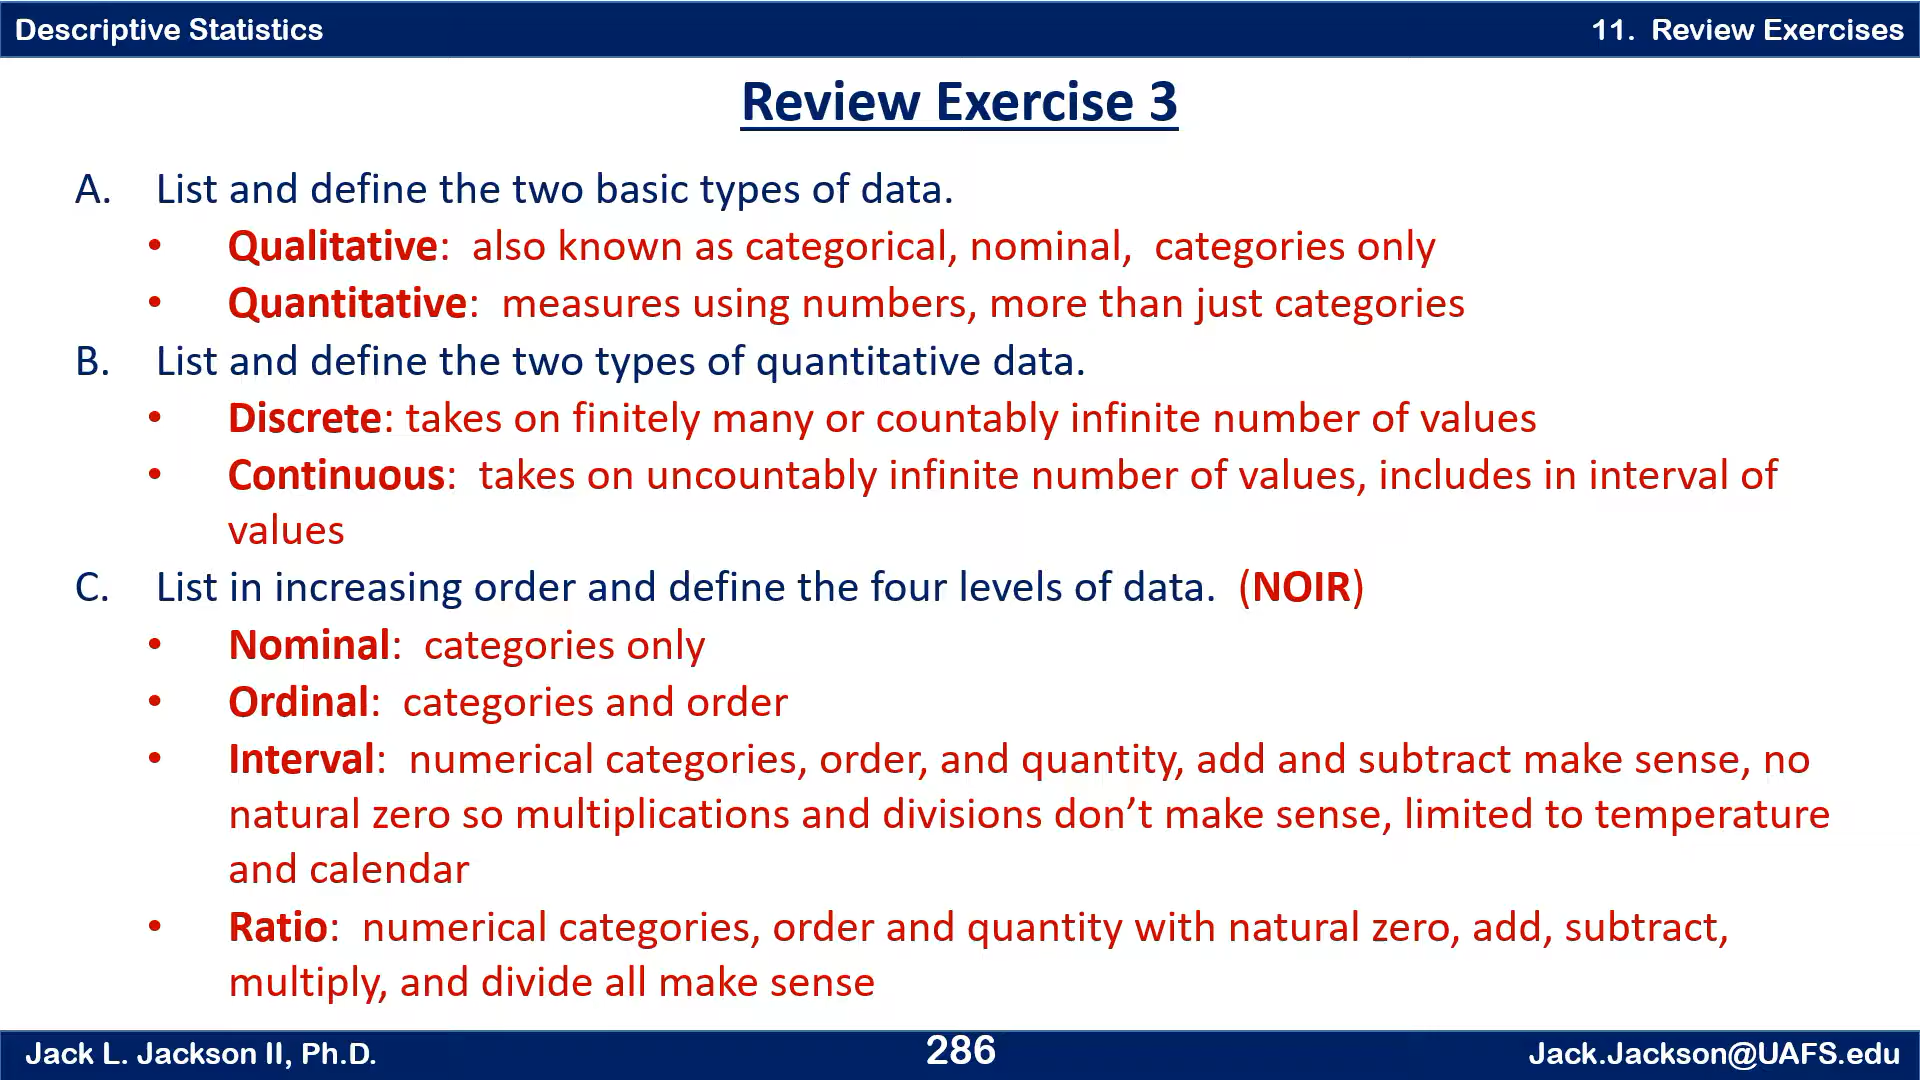 Descriptive Statistics
11. Review Exercises
Review Exercise 3
A. List and define the two basic types of data.
• Qualitative: also known as categorical, nominal, categories only
• Quantitative: measures using numbers, more than just categories
B. List and define the two types of quantitative data.
• Discrete: takes on finitely many or countably infinite number of values
• Continuous: takes on uncountably infinite number of values, includes in interval of
values
C. List in increasing order and define the four levels of data. (NOIR)
• Nominal: categories only
• Ordinal: categories and order
• Interval: numerical categories, order, and quantity, add and subtract make sense, no
natural zero so multiplications and divisions don’t make sense, limited to temperature
and calendar
• Ratio: numerical categories, order and quantity with natural zero, add, subtract,
multiply, and divide all make sense
Jack L. Jackson II, Ph.D.
286
Jack.Jackson@UAFS.edu